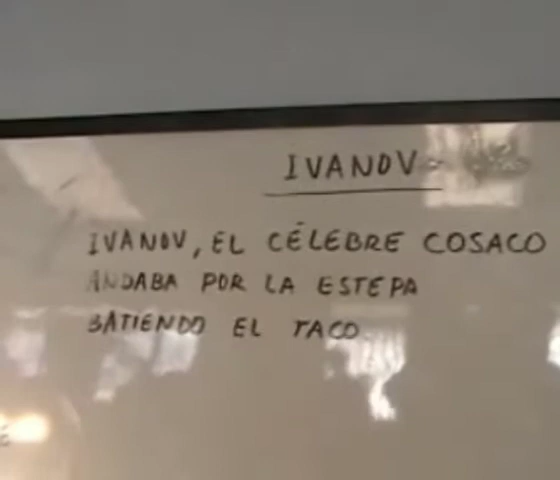 IVANOV
IVANOV, EL CÉLEBRE COSACO
ANDABA POR LA ESTEPA
BATIENDO EL TACO